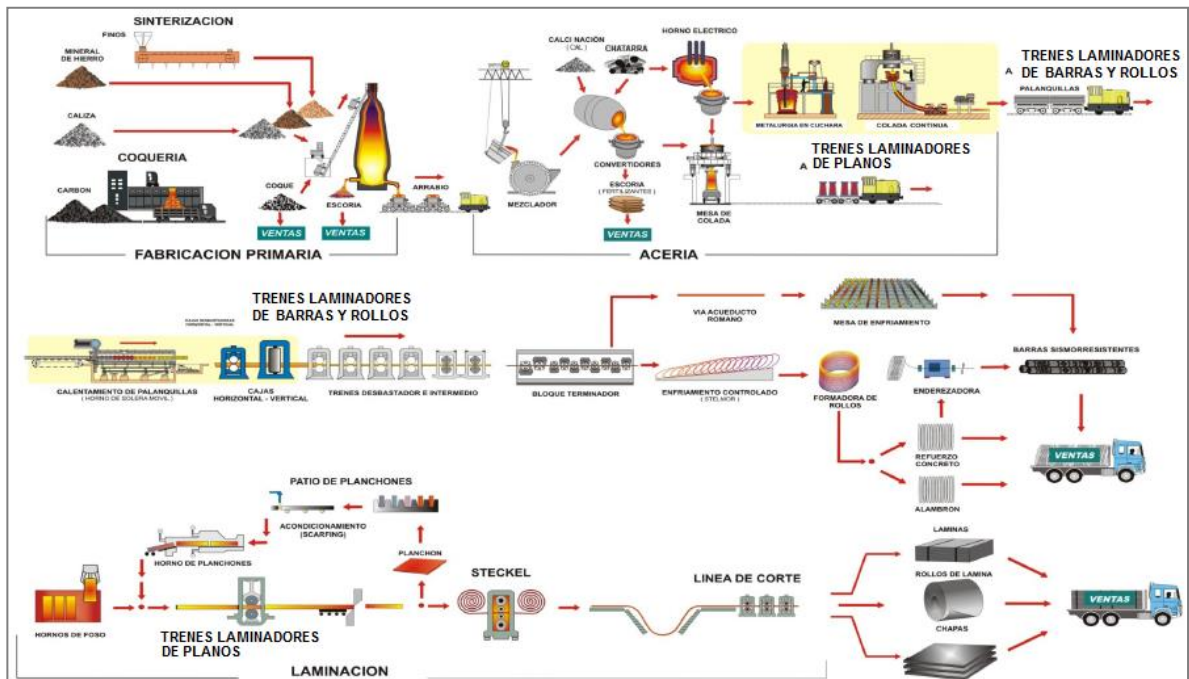 SINTERIZACION
FINOS
MINERAL
DE HIERRO
CALIZA
COQUERIA
CARBON
COQUE
VENTAS
ESCORIA
VENTAS
ARRABIO
FABRICACION PRIMARIA
CALCI NACIÓN
( CAL )
CHATARRA
HORNO ELECTRICO
MEZCLADOR
CONVERTIDORES
ESCORIA
( FERTILIZANTES )
VENTAS
MESA DE
COLADA
METALURGIA EN CUCHARA
COLADA CONTINUA
TRENES LAMINADORES
DE BARRAS Y ROLLOS
A
PALANQUILLAS
TRENES LAMINADORES
DE PLANOS
A
ACERIA
TRENES LAMINADORES
DE BARRAS Y ROLLOS
CALENTAMIENTO DE PALANQUILLAS
( HORNO DE SOLERA MOVIL )
CAJAS
HORIZONTAL - VERTICAL
TRENES DESBASTADOR E INTERMEDIO
BLOQUE TERMINADOR
VIA ACUEDUCTO
ROMANO
MESA DE ENFRIAMIENTO
ENFRIAMIENTO CONTROLADO
( STELMOR )
FORMADORA
DE ROLLOS
ENDEREZADORA
BARRAS SISMORRESISTENTES
REFUERZO
CONCRETO
ALAMBRON
VENTAS
PATIO DE PLANCHONES
ACONDICIONAMIENTO
(SCARFING)
HORNO DE PLANCHONES
PLANCHON
HORNOS DE FOSO
TRENES LAMINADORES
DE PLANOS
STECKEL
LINEA DE CORTE
LAMINAS
ROLLOS DE LAMINA
CHAPAS
VENTAS
LAMINACION